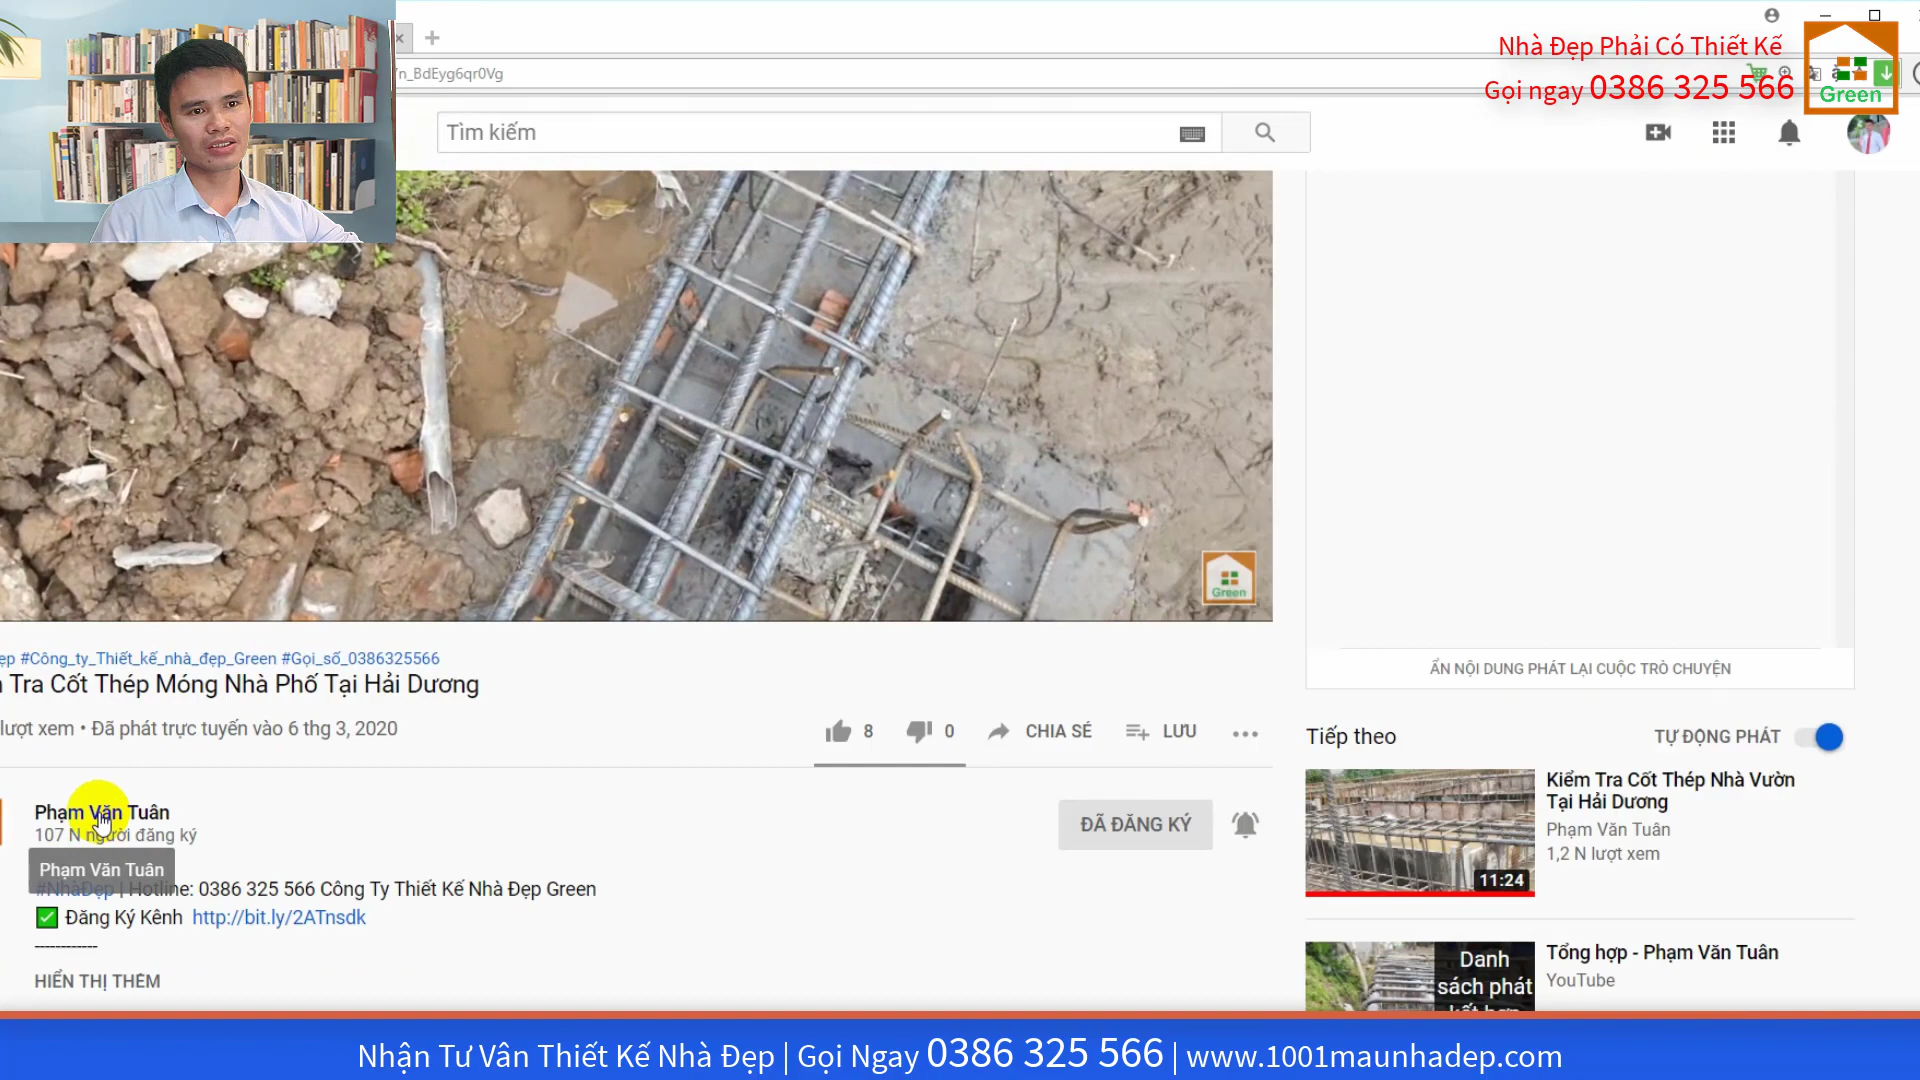 Nhà Đẹp Phải Có Thiết Kế
Gọi ngay 0386 325 566
Green
n_BdEyg6qr0Vg
Tìm kiếm
Green
ẨN NỘI DUNG PHÁT LẠI CUỘC TRÒ CHUYỆN
ẹp #Công_ty_Thiết_kế_nhà_đẹp_Green #Gọi_số_0386325566
Tra Cốt Thép Móng Nhà Phố Tại Hải Dương
lượt xem • Đã phát trực tuyến vào 6 thg 3, 2020
8
0
CHIA SẺ
LƯU
Tiếp theo
TỰ ĐỘNG PHÁT
Phạm Văn Tuân
107 N người đăng ký
ĐÃ ĐĂNG KÝ
Phạm Văn Tuân
#NhàĐẹp | Hotline: 0386 325 566 Công Ty Thiết Kế Nhà Đẹp Green
Đăng Ký Kênh http://bit.ly/2ATnsdk
------------
HIỂN THỊ THÊM
Kiểm Tra Cốt Thép Nhà Vườn
Tại Hải Dương
Phạm Văn Tuân
1,2 N lượt xem
11:24
Danh
sách phát
kết hợp
Tổng hợp - Phạm Văn Tuân
YouTube
Nhận Tư Vân Thiết Kế Nhà Đẹp | Gọi Ngay 0386 325 566 | www.1001maunhadep.com